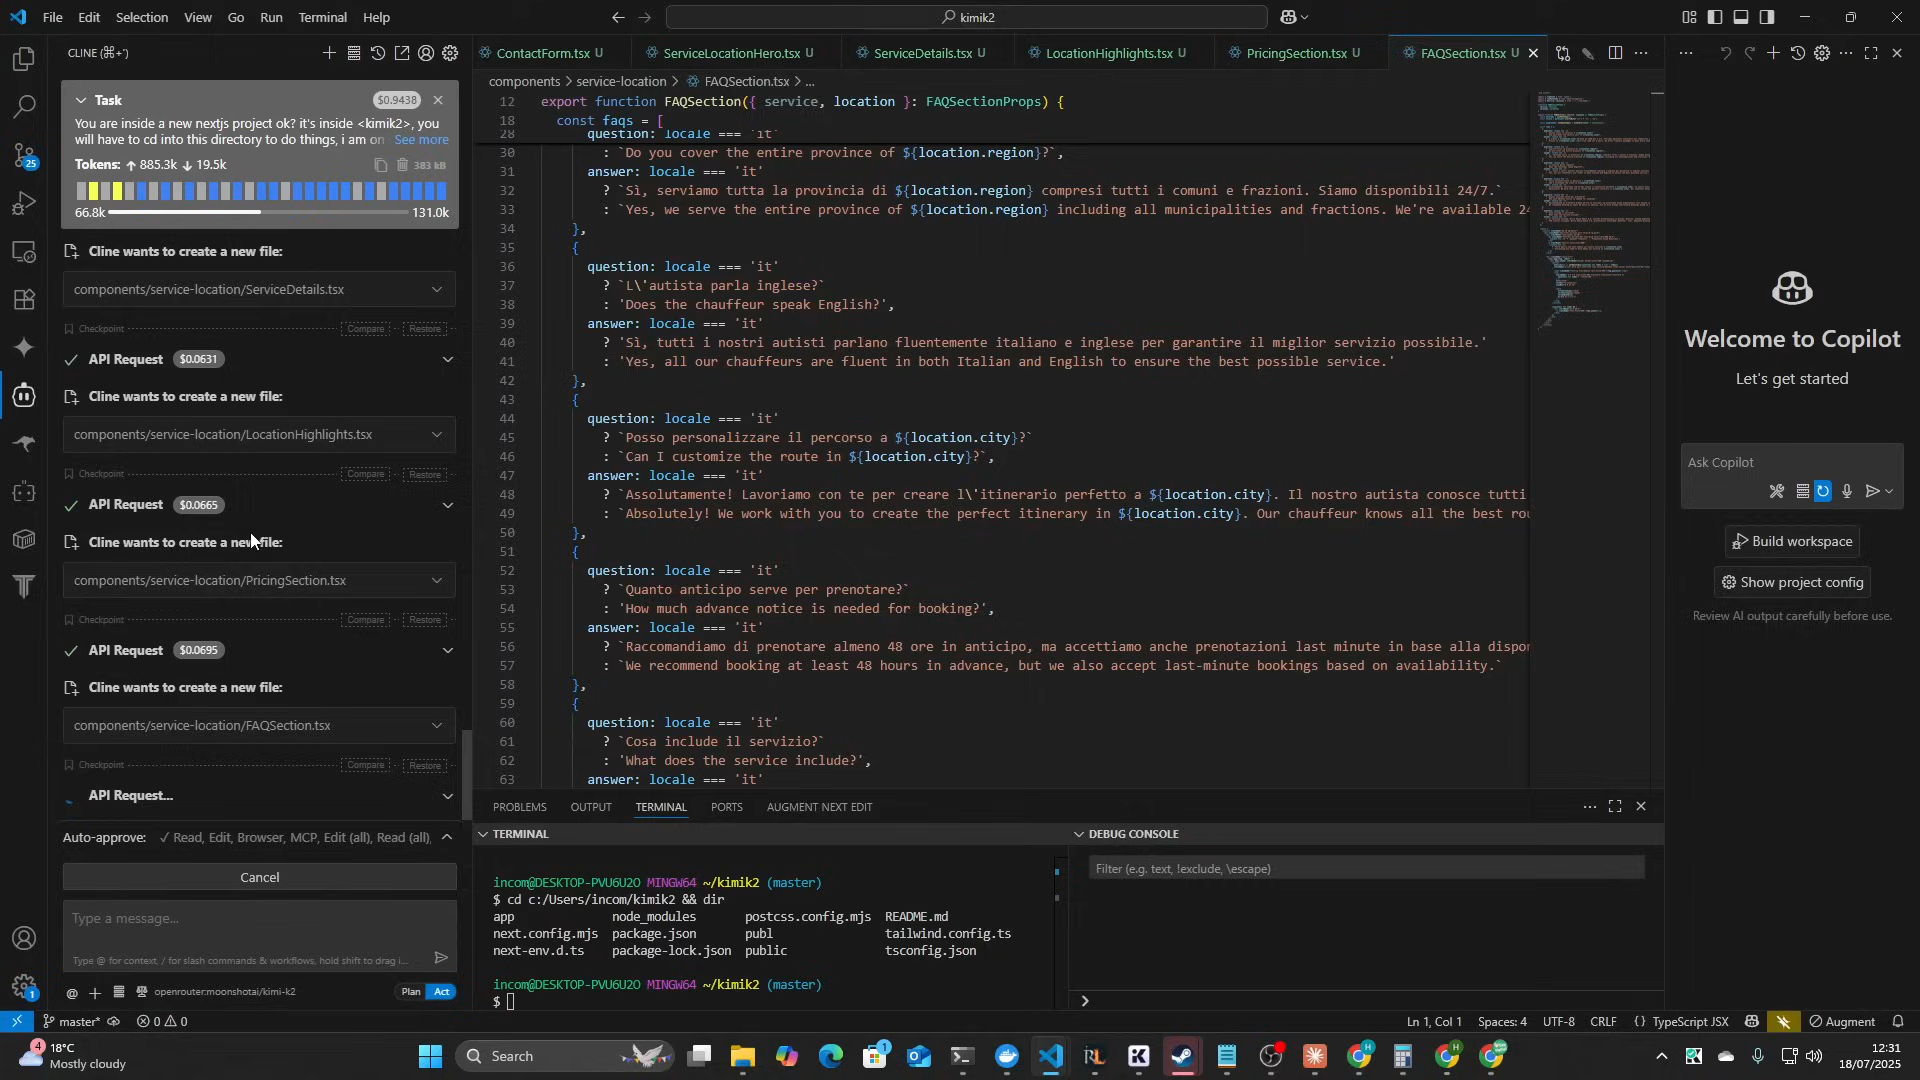 File Edit Selection View Go Run Terminal Help
kimik2
CLINE (⌘+')
Task
$0.9438
You are inside a new nextjs project ok? it's inside <kimik2>, you
will have to cd into this directory to do things, i am on See more
Tokens: ↑ 885.3k ↓ 19.5k
383 kB
66.8k
131.0k
Cline wants to create a new file:
components/service-location/ServiceDetails.tsx
Checkpoint Compare Restore
API Request $0.0631
Cline wants to create a new file:
components/service-location/LocationHighlights.tsx
Checkpoint Compare Restore
API Request $0.0665
Cline wants to create a new file:
components/service-location/PricingSection.tsx
Checkpoint Compare Restore
API Request $0.0695
Cline wants to create a new file:
components/service-location/FAQSection.tsx
Checkpoint Compare Restore
API Request...
Auto-approve: ✓ Read, Edit, Browser, MCP, Edit (all), Read (all),
Cancel
Type a message...
Type @ for context, / for slash commands & workflows, hold shift to drag i...
openrouter:moonshotai/kimi-k2
Plan Act
25
1
ContactForm.tsx U
ServiceLocationHero.tsx U
ServiceDetails.tsx U
LocationHighlights.tsx U
PricingSection.tsx U
FAQSection.tsx U
components > service-location > FAQSection.tsx > ...
12 export function FAQSection({ service, location }: FAQSectionProps) {
18 const faqs = [
28 question: locale === 'it'
30 : `Do you cover the entire province of ${location.region}?`,
31 answer: locale === 'it'
32 ? `Sì, serviamo tutta la provincia di ${location.region} compresi tutti i comuni e frazioni. Siamo disponibili 24/7.`
33 : `Yes, we serve the entire province of ${location.region} including all municipalities and fractions. We're available 24
34 },
35 {
36 question: locale === 'it'
37 ? `L\'autista parla inglese?`
38 : 'Does the chauffeur speak English?',
39 answer: locale === 'it'
40 ? 'Sì, tutti i nostri autisti parlano fluentemente italiano e inglese per garantire il miglior servizio possibile.'
41 : 'Yes, all our chauffeurs are fluent in both Italian and English to ensure the best possible service.'
42 },
43 {
44 question: locale === 'it'
45 ? `Posso personalizzare il percorso a ${location.city}?`
46 : `Can I customize the route in ${location.city}?`,
47 answer: locale === 'it'
48 ? `Assolutamente! Lavoriamo con te per creare l\'itinerario perfetto a ${location.city}. Il nostro autista conosce tutti
49 : `Absolutely! We work with you to create the perfect itinerary in ${location.city}. Our chauffeur knows all the best rou
50 },
51 {
52 question: locale === 'it'
53 ? `Quanto anticipo serve per prenotare?`
54 : 'How much advance notice is needed for booking?',
55 answer: locale === 'it'
56 ? `Raccomandiamo di prenotare almeno 48 ore in anticipo, ma accettiamo anche prenotazioni last minute in base alla dispon
57 : `We recommend booking at least 48 hours in advance, but we also accept last-minute bookings based on availability.`
58 },
59 {
60 question: locale === 'it'
61 ? `Cosa include il servizio?`
62 : 'What does the service include?',
63 answer: locale === 'it'
PROBLEMS OUTPUT TERMINAL PORTS AUGMENT NEXT EDIT
TERMINAL
incom@DESKTOP-PVU6U2O MINGW64 ~/kimik2 (master)
$ cd c:/Users/incom/kimik2 && dir
app node_modules postcss.config.mjs README.md
next.config.mjs package.json publ tailwind.config.ts
next-env.d.ts package-lock.json public tsconfig.json
incom@DESKTOP-PVU6U2O MINGW64 ~/kimik2 (master)
$
DEBUG CONSOLE
Filter (e.g. text, !exclude, \escape)
Welcome to Copilot
Let's get started
Ask Copilot
Build workspace
Show project config
Review AI output carefully before use.
master* 0 0
Ln 1, Col 1 Spaces: 4 UTF-8 CRLF {} TypeScript JSX Augment
4
18°C
Mostly cloudy
Search
1
12:31
18/07/2025